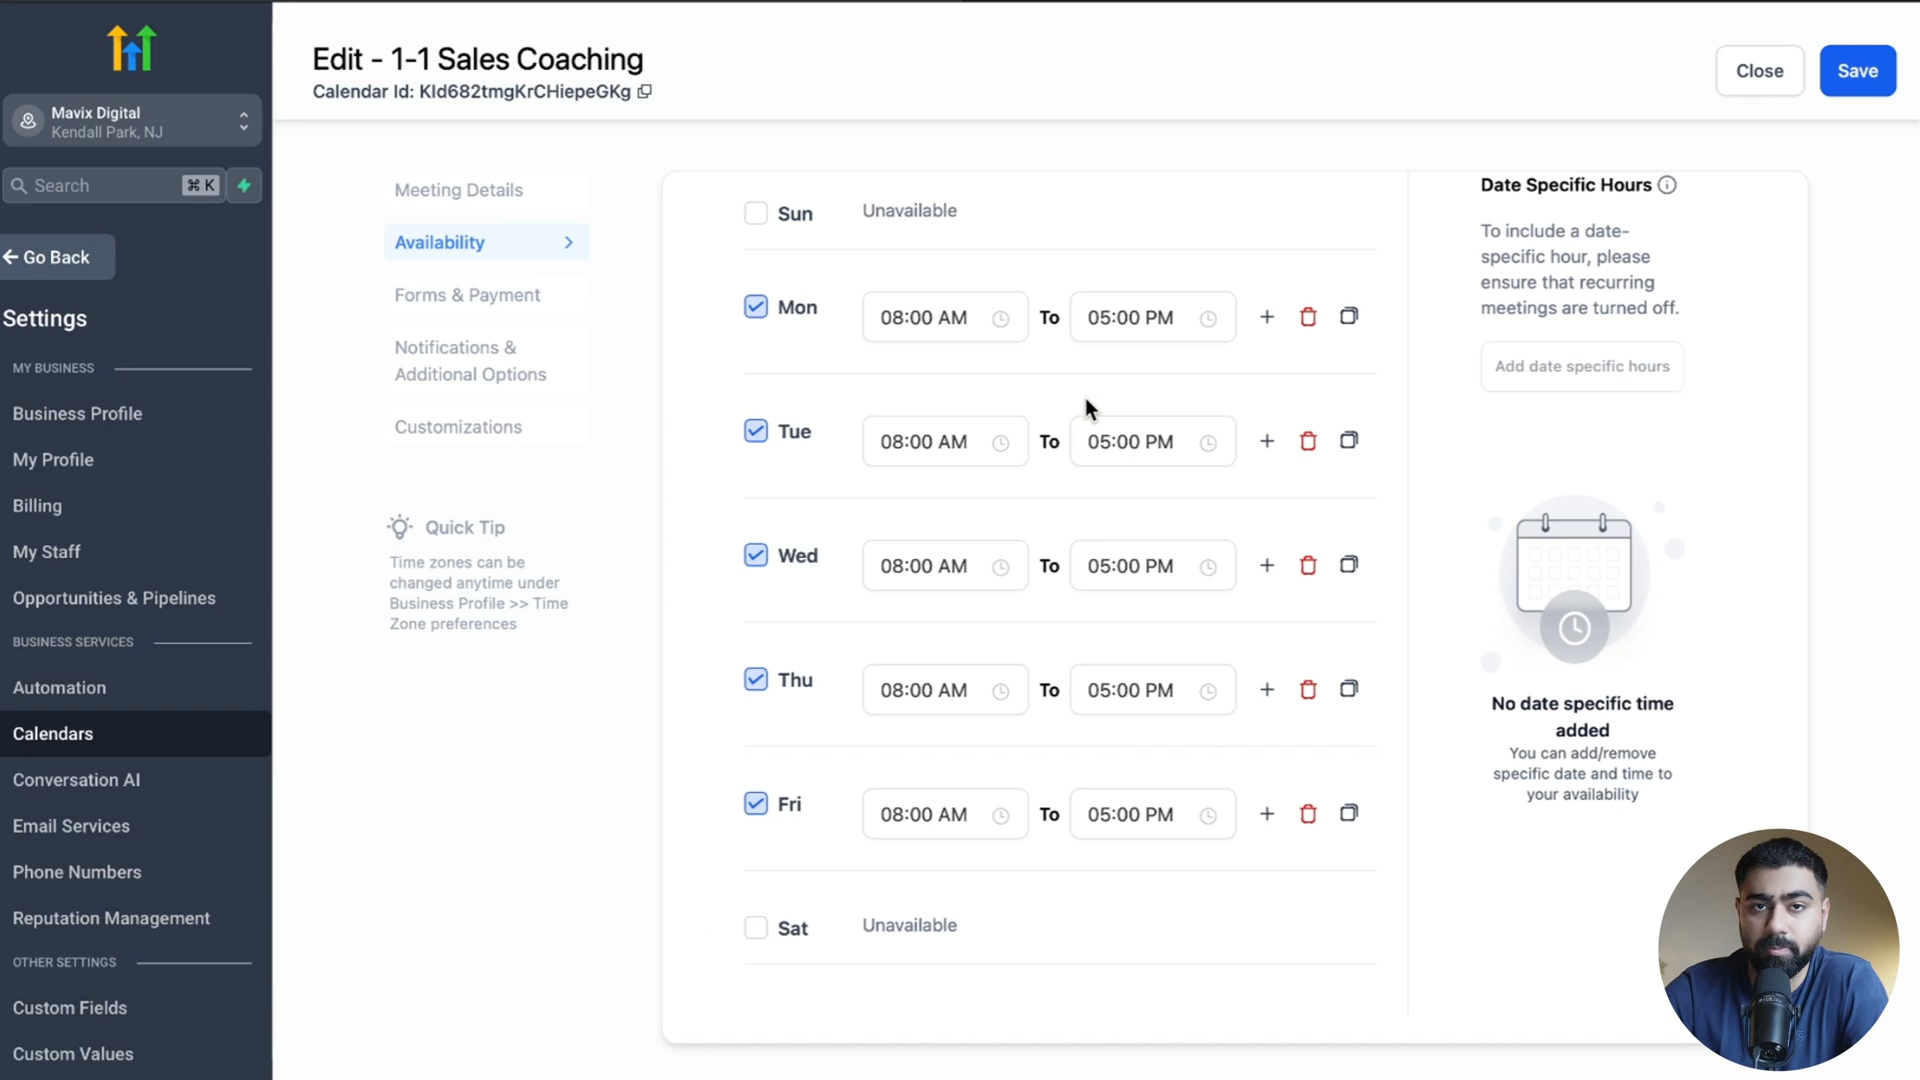 Edit - 1-1 Sales Coaching
Calendar Id: KId682tmgKrCHiepeGKg
Close
Save
Mavix Digital
Kendall Park, NJ
Search
⌘ K
Go Back
Settings
MY BUSINESS
Business Profile
My Profile
Billing
My Staff
Opportunities & Pipelines
BUSINESS SERVICES
Automation
Calendars
Conversation AI
Email Services
Phone Numbers
Reputation Management
OTHER SETTINGS
Custom Fields
Custom Values
Meeting Details
Availability
Forms & Payment
Notifications &
Additional Options
Customizations
Quick Tip
Time zones can be
changed anytime under
Business Profile >> Time
Zone preferences
Sun
Unavailable
Mon
08:00 AM To 05:00 PM
Tue
08:00 AM To 05:00 PM
Wed
08:00 AM To 05:00 PM
Thu
08:00 AM To 05:00 PM
Fri
08:00 AM To 05:00 PM
Sat
Unavailable
Date Specific Hours
To include a date-
specific hour, please
ensure that recurring
meetings are turned off.
Add date specific hours
No date specific time
added
You can add/remove
specific date and time to
your availability